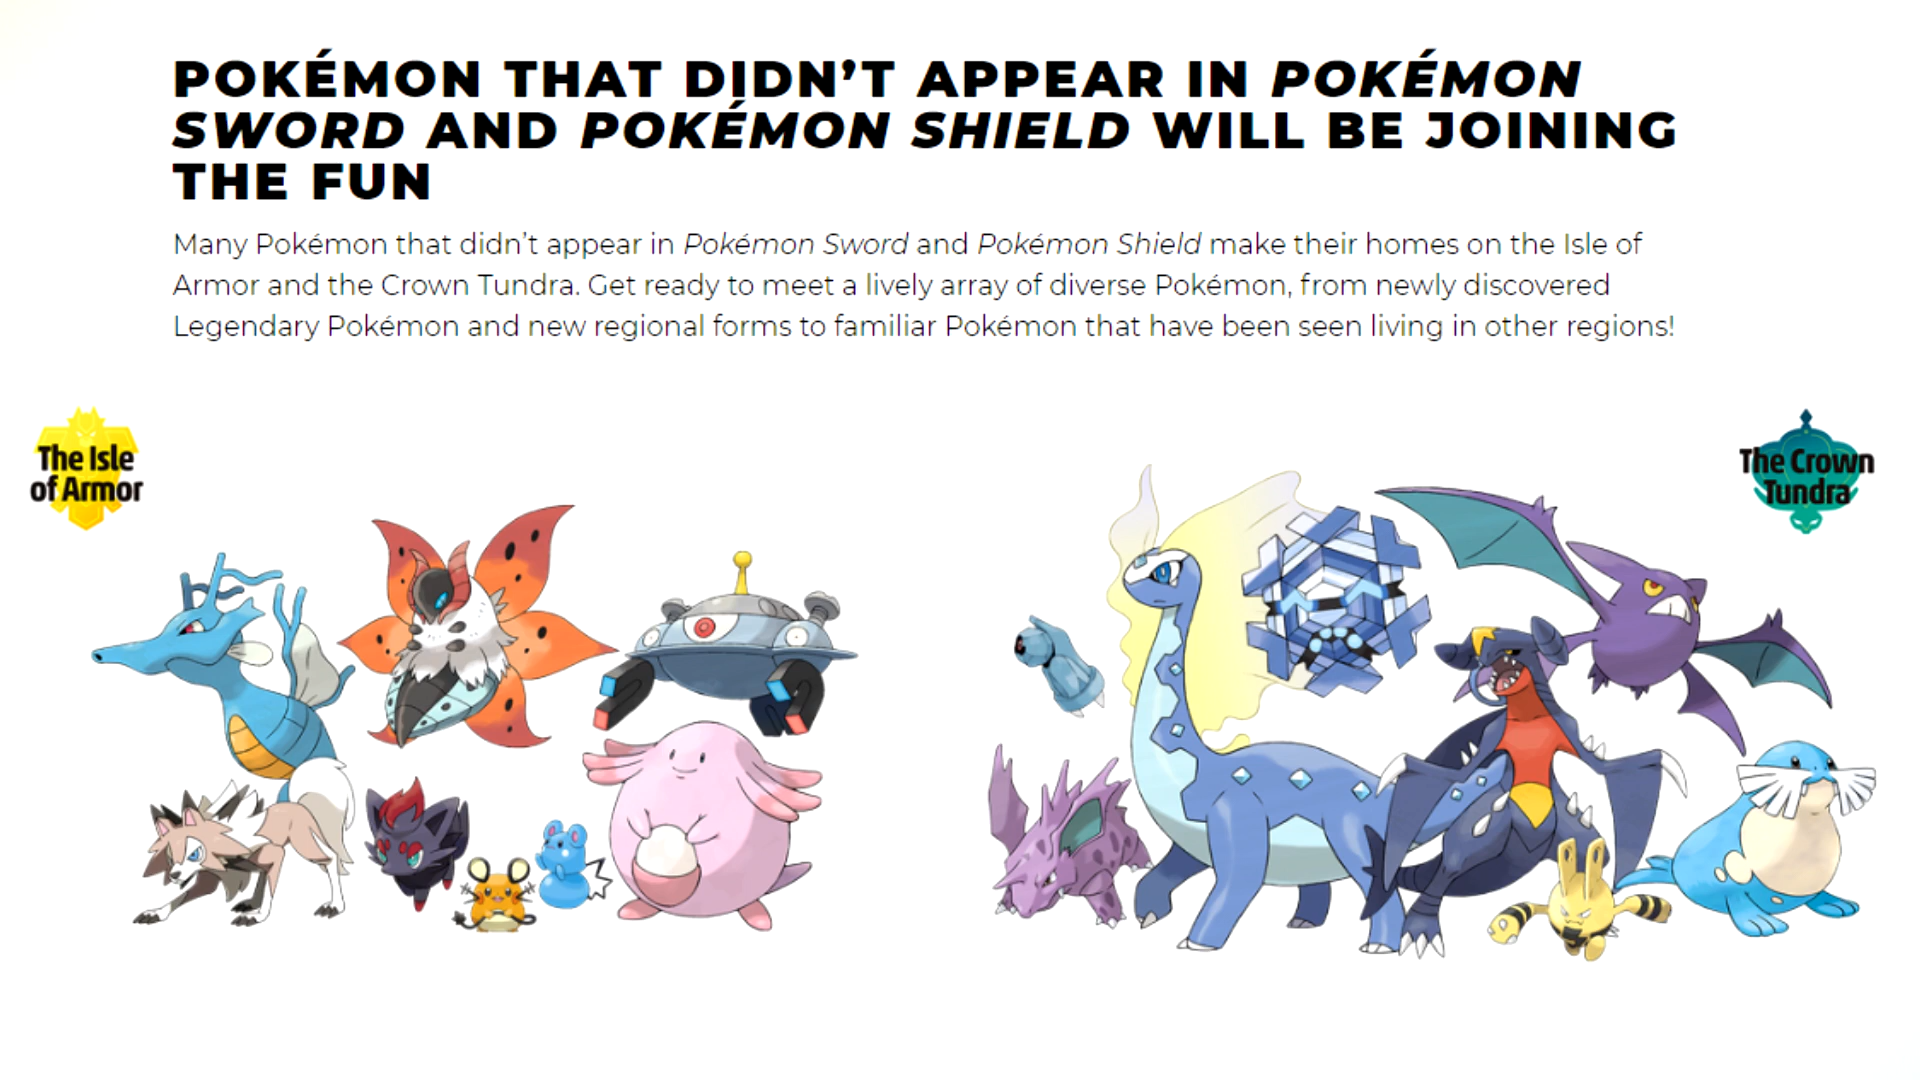 POKÉMON THAT DIDN’T APPEAR IN POKÉMON
SWORD AND POKÉMON SHIELD WILL BE JOINING
THE FUN
Many Pokémon that didn’t appear in Pokémon Sword and Pokémon Shield make their homes on the Isle of
Armor and the Crown Tundra. Get ready to meet a lively array of diverse Pokémon, from newly discovered
Legendary Pokémon and new regional forms to familiar Pokémon that have been seen living in other regions!
The Isle
of Armor
The Crown
Tundra